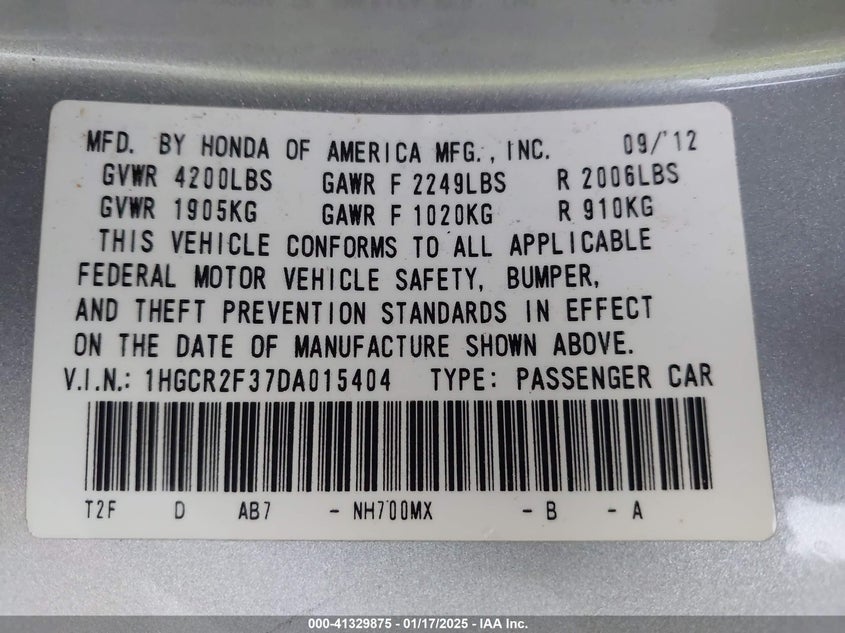 MFD. BY HONDA OF AMERICA MFG., INC. 09/'12
GVWR 4200LBS GAWR F 2249LBS R 2006LBS
GVWR 1905KG GAWR F 1020KG R 910KG
THIS VEHICLE CONFORMS TO ALL APPLICABLE
FEDERAL MOTOR VEHICLE SAFETY, BUMPER,
AND THEFT PREVENTION STANDARDS IN EFFECT
ON THE DATE OF MANUFACTURE SHOWN ABOVE.
V.I.N.: 1HGCR2F37DA015404 TYPE: PASSENGER CAR
T2F D AB7 - NH700MX - B - A
000-41329875 - 01/17/2025 - IAA Inc.